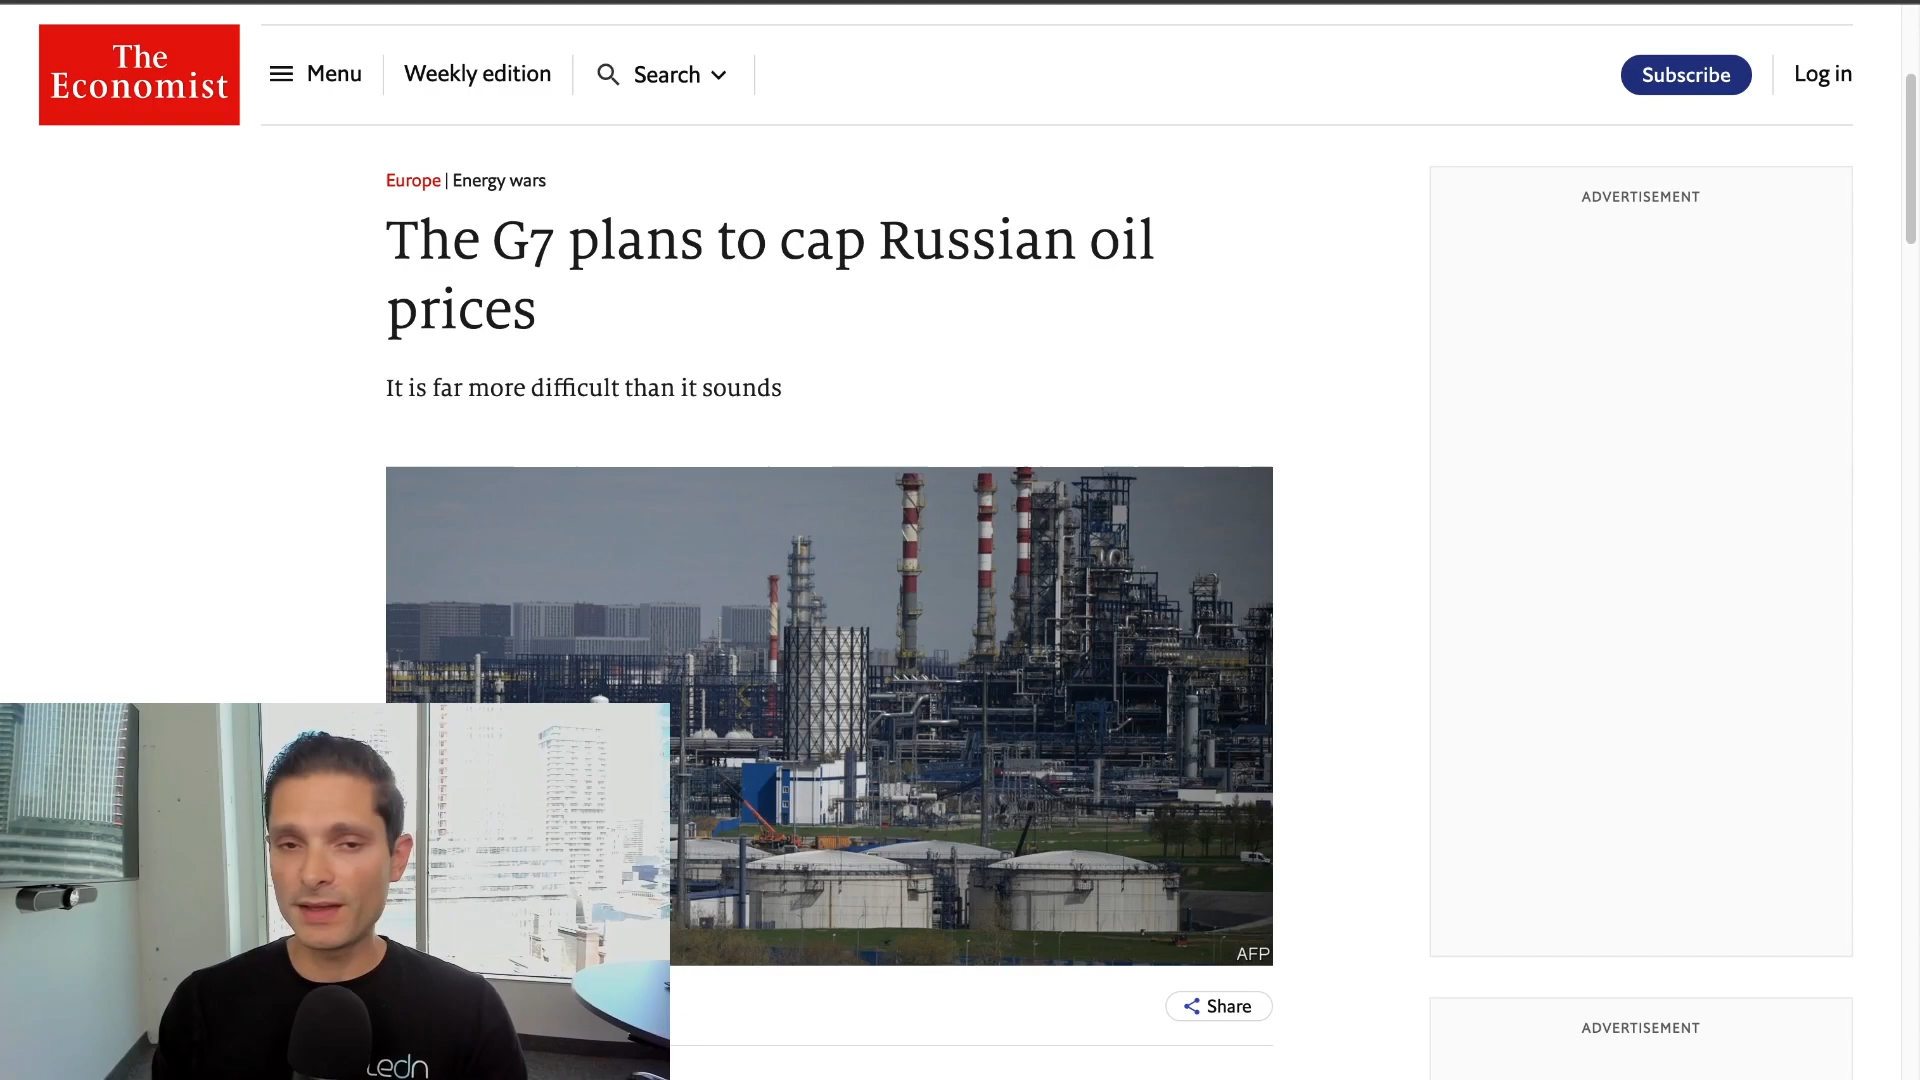 The
Economist
Menu
Weekly edition
Search
Subscribe
Log in
Europe | Energy wars
The G7 plans to cap Russian oil
prices
It is far more difficult than it sounds
ADVERTISEMENT
AFP
Share
ADVERTISEMENT
Ledn